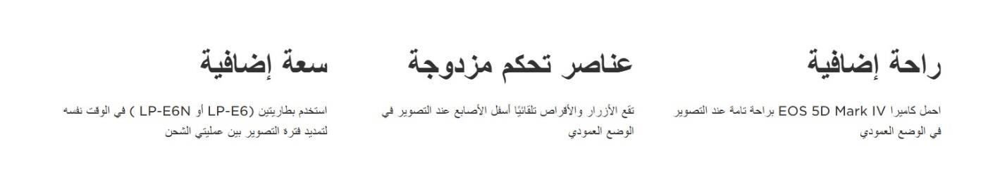 راحة إضافية
احمل كاميرا EOS 5D Mark IV براحة تامة عند التصوير
في الوضع العمودي
عناصر تحكم مزدوجة
تقع الأزرار والأقراص تلقائيًا أسفل الأصابع عند التصوير في
الوضع العمودي
سعة إضافية
استخدم بطاريتين (LP-E6 أو LP-E6N ) في الوقت نفسه
لتمديد فترة التصوير بين عمليتي الشحن